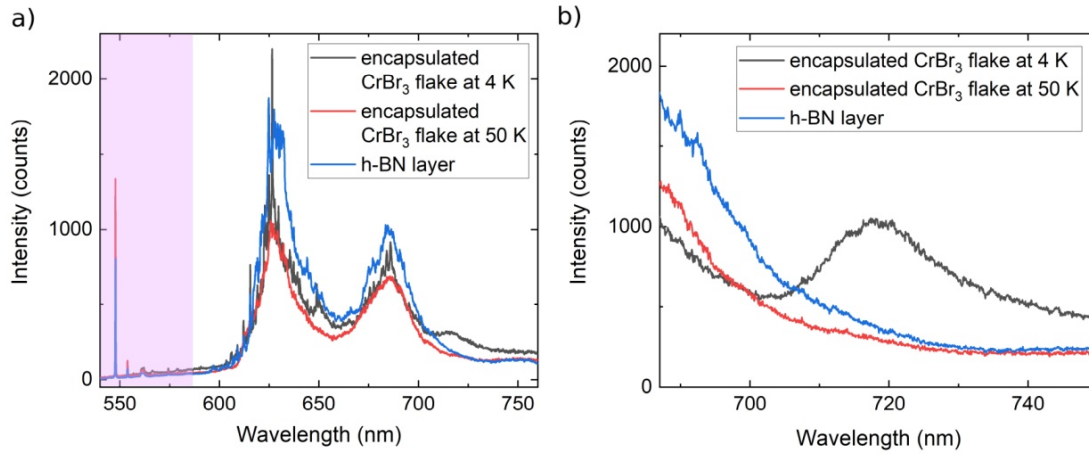 a)
2000
1000
0
550
600
650
700
750
Intensity (counts)
Wavelength (nm)
encapsulated
CrBr₃ flake at 4 K
encapsulated
CrBr₃ flake at 50 K
h-BN layer
b)
2000
1000
0
700
720
740
Intensity (counts)
Wavelength (nm)
encapsulated CrBr₃ flake at 4 K
encapsulated CrBr₃ flake at 50 K
h-BN layer